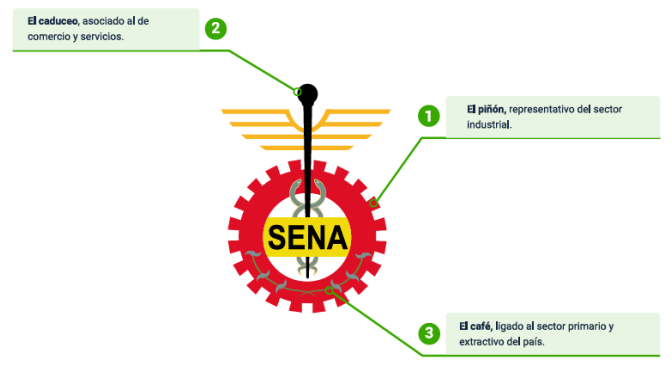 El caduceo, asociado al de
comercio y servicios.
2
1
El piñón, representativo del sector
industrial.
SENA
3
El café, ligado al sector primario y
extractivo del país.